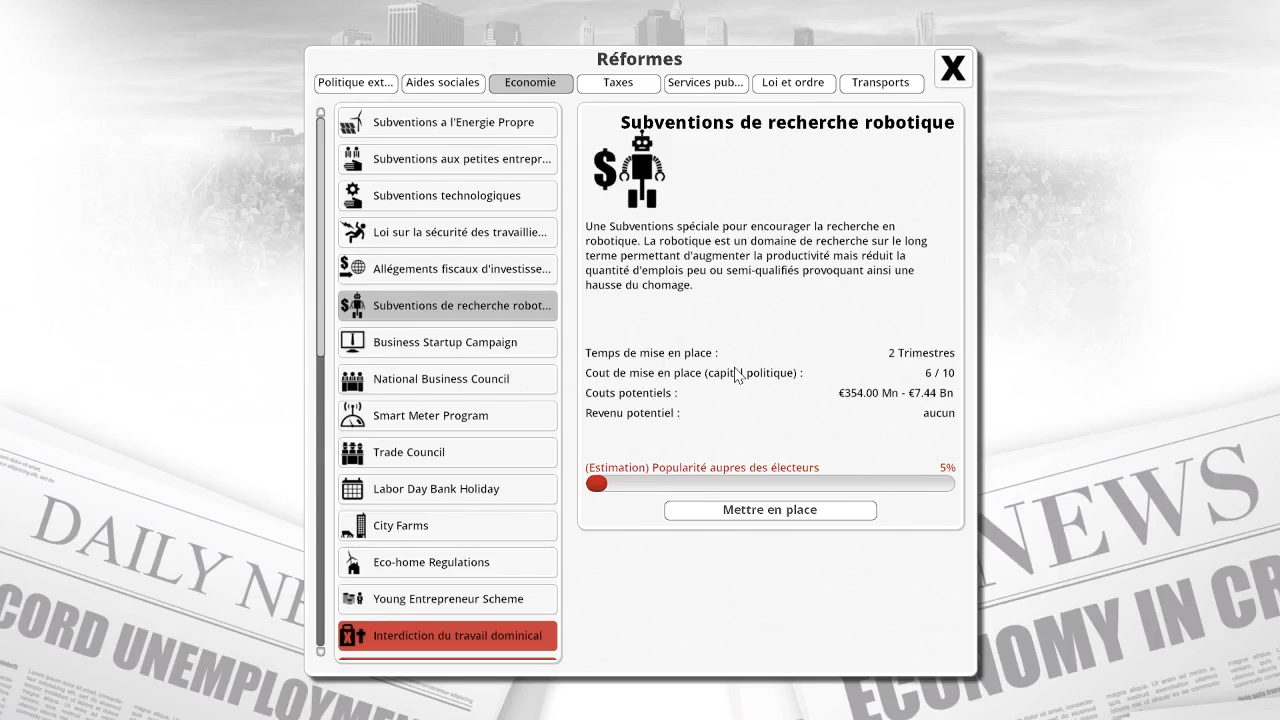 Réformes
X
Politique ext...
Aides sociales
Economie
Taxes
Services pub...
Loi et ordre
Transports
Subventions a l'Energie Propre
Subventions aux petites entrepr...
Subventions technologiques
Loi sur la sécurité des travaillie...
Allégements fiscaux d'investisse...
Subventions de recherche robot...
Business Startup Campaign
National Business Council
Smart Meter Program
Trade Council
Labor Day Bank Holiday
City Farms
Eco-home Regulations
Young Entrepreneur Scheme
Interdiction du travail dominical
Subventions de recherche robotique
Une Subventions spéciale pour encourager la recherche en
robotique. La robotique est un domaine de recherche sur le long
terme permettant d'augmenter la productivité mais réduit la
quantité d'emplois peu ou semi-qualifiés provoquant ainsi une
hausse du chomage.
Temps de mise en place : 2 Trimestres
Cout de mise en place (capital politique) : 6 / 10
Couts potentiels : €354.00 Mn - €7.44 Bn
Revenu potentiel : aucun
(Estimation) Popularité aupres des électeurs 5%
Mettre en place
DAILY NE
CORD UNEMPLOYM
NEWS
ECONOMY IN CR